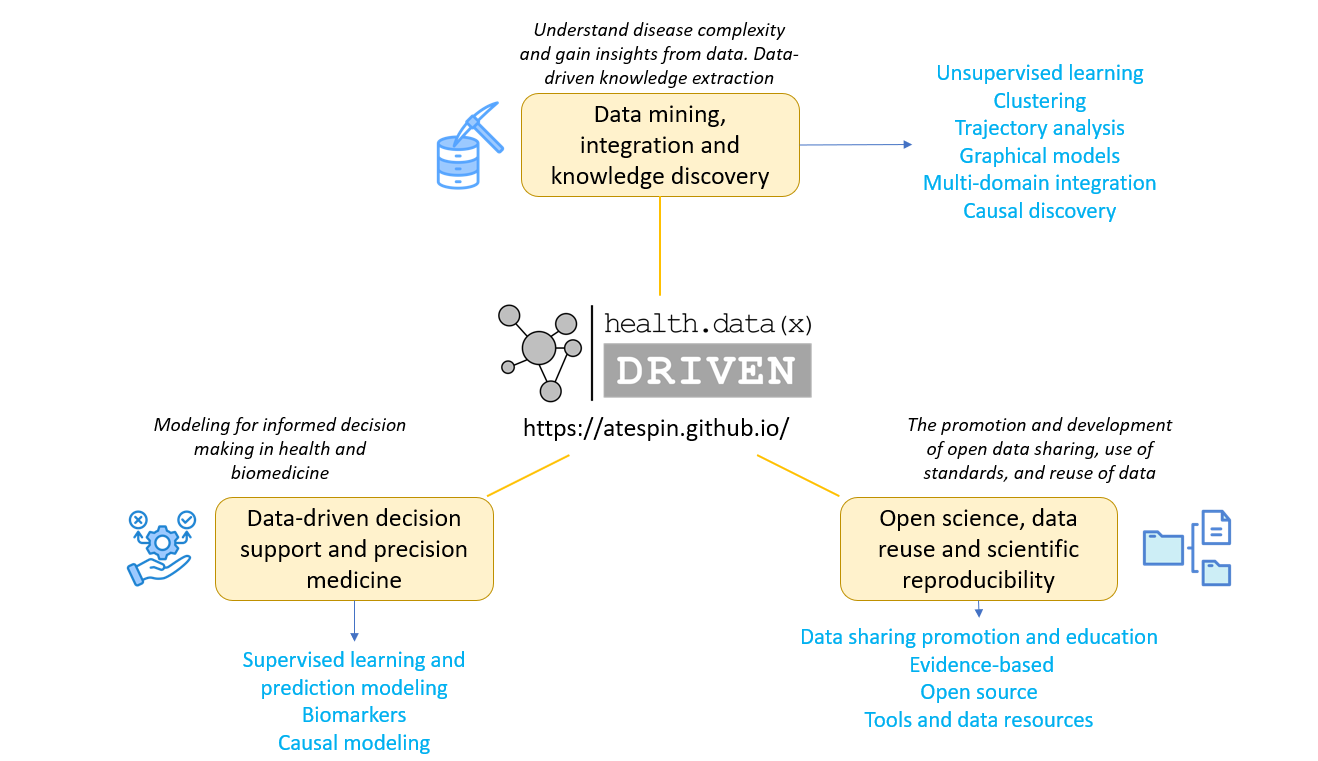 Understand disease complexity
and gain insights from data. Data-
driven knowledge extraction
Data mining,
integration and
knowledge discovery
Unsupervised learning
Clustering
Trajectory analysis
Graphical models
Multi-domain integration
Causal discovery
health.data(x)
DRIVEN
https://atespin.github.io/
Modeling for informed decision
making in health and
biomedicine
Data-driven decision
support and precision
medicine
Supervised learning and
prediction modeling
Biomarkers
Causal modeling
The promotion and development
of open data sharing, use of
standards, and reuse of data
Open science, data
reuse and scientific
reproducibility
Data sharing promotion and education
Evidence-based
Open source
Tools and data resources